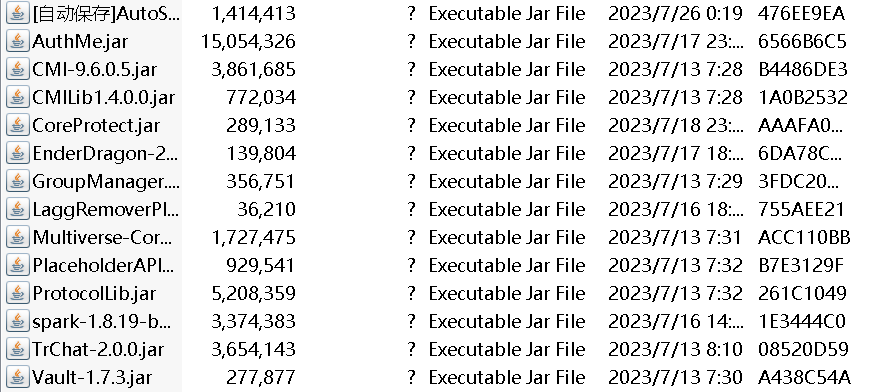 [自动保存]AutoS... 1,414,413 ? Executable Jar File 2023/7/26 0:19 476EE9EA
AuthMe.jar 15,054,326 ? Executable Jar File 2023/7/17 23:... 6566B6C5
CMI-9.6.0.5.jar 3,861,685 ? Executable Jar File 2023/7/13 7:28 B4486DE3
CMILib1.4.0.0.jar 772,034 ? Executable Jar File 2023/7/13 7:28 1A0B2532
CoreProtect.jar 289,133 ? Executable Jar File 2023/7/18 23:... AAAFA0...
EnderDragon-2... 139,804 ? Executable Jar File 2023/7/17 18:... 6DA78C...
GroupManager.... 356,751 ? Executable Jar File 2023/7/13 7:29 3FDC20...
LaggRemoverPl... 36,210 ? Executable Jar File 2023/7/16 18:... 755AEE21
Multiverse-Cor... 1,727,475 ? Executable Jar File 2023/7/13 7:31 ACC110BB
PlaceholderAPI... 929,541 ? Executable Jar File 2023/7/13 7:32 B7E3129F
ProtocolLib.jar 5,208,359 ? Executable Jar File 2023/7/13 7:32 261C1049
spark-1.8.19-b... 3,374,383 ? Executable Jar File 2023/7/16 14:... 1E3444C0
TrChat-2.0.0.jar 3,654,143 ? Executable Jar File 2023/7/13 8:10 08520D59
Vault-1.7.3.jar 277,877 ? Executable Jar File 2023/7/13 7:30 A438C54A